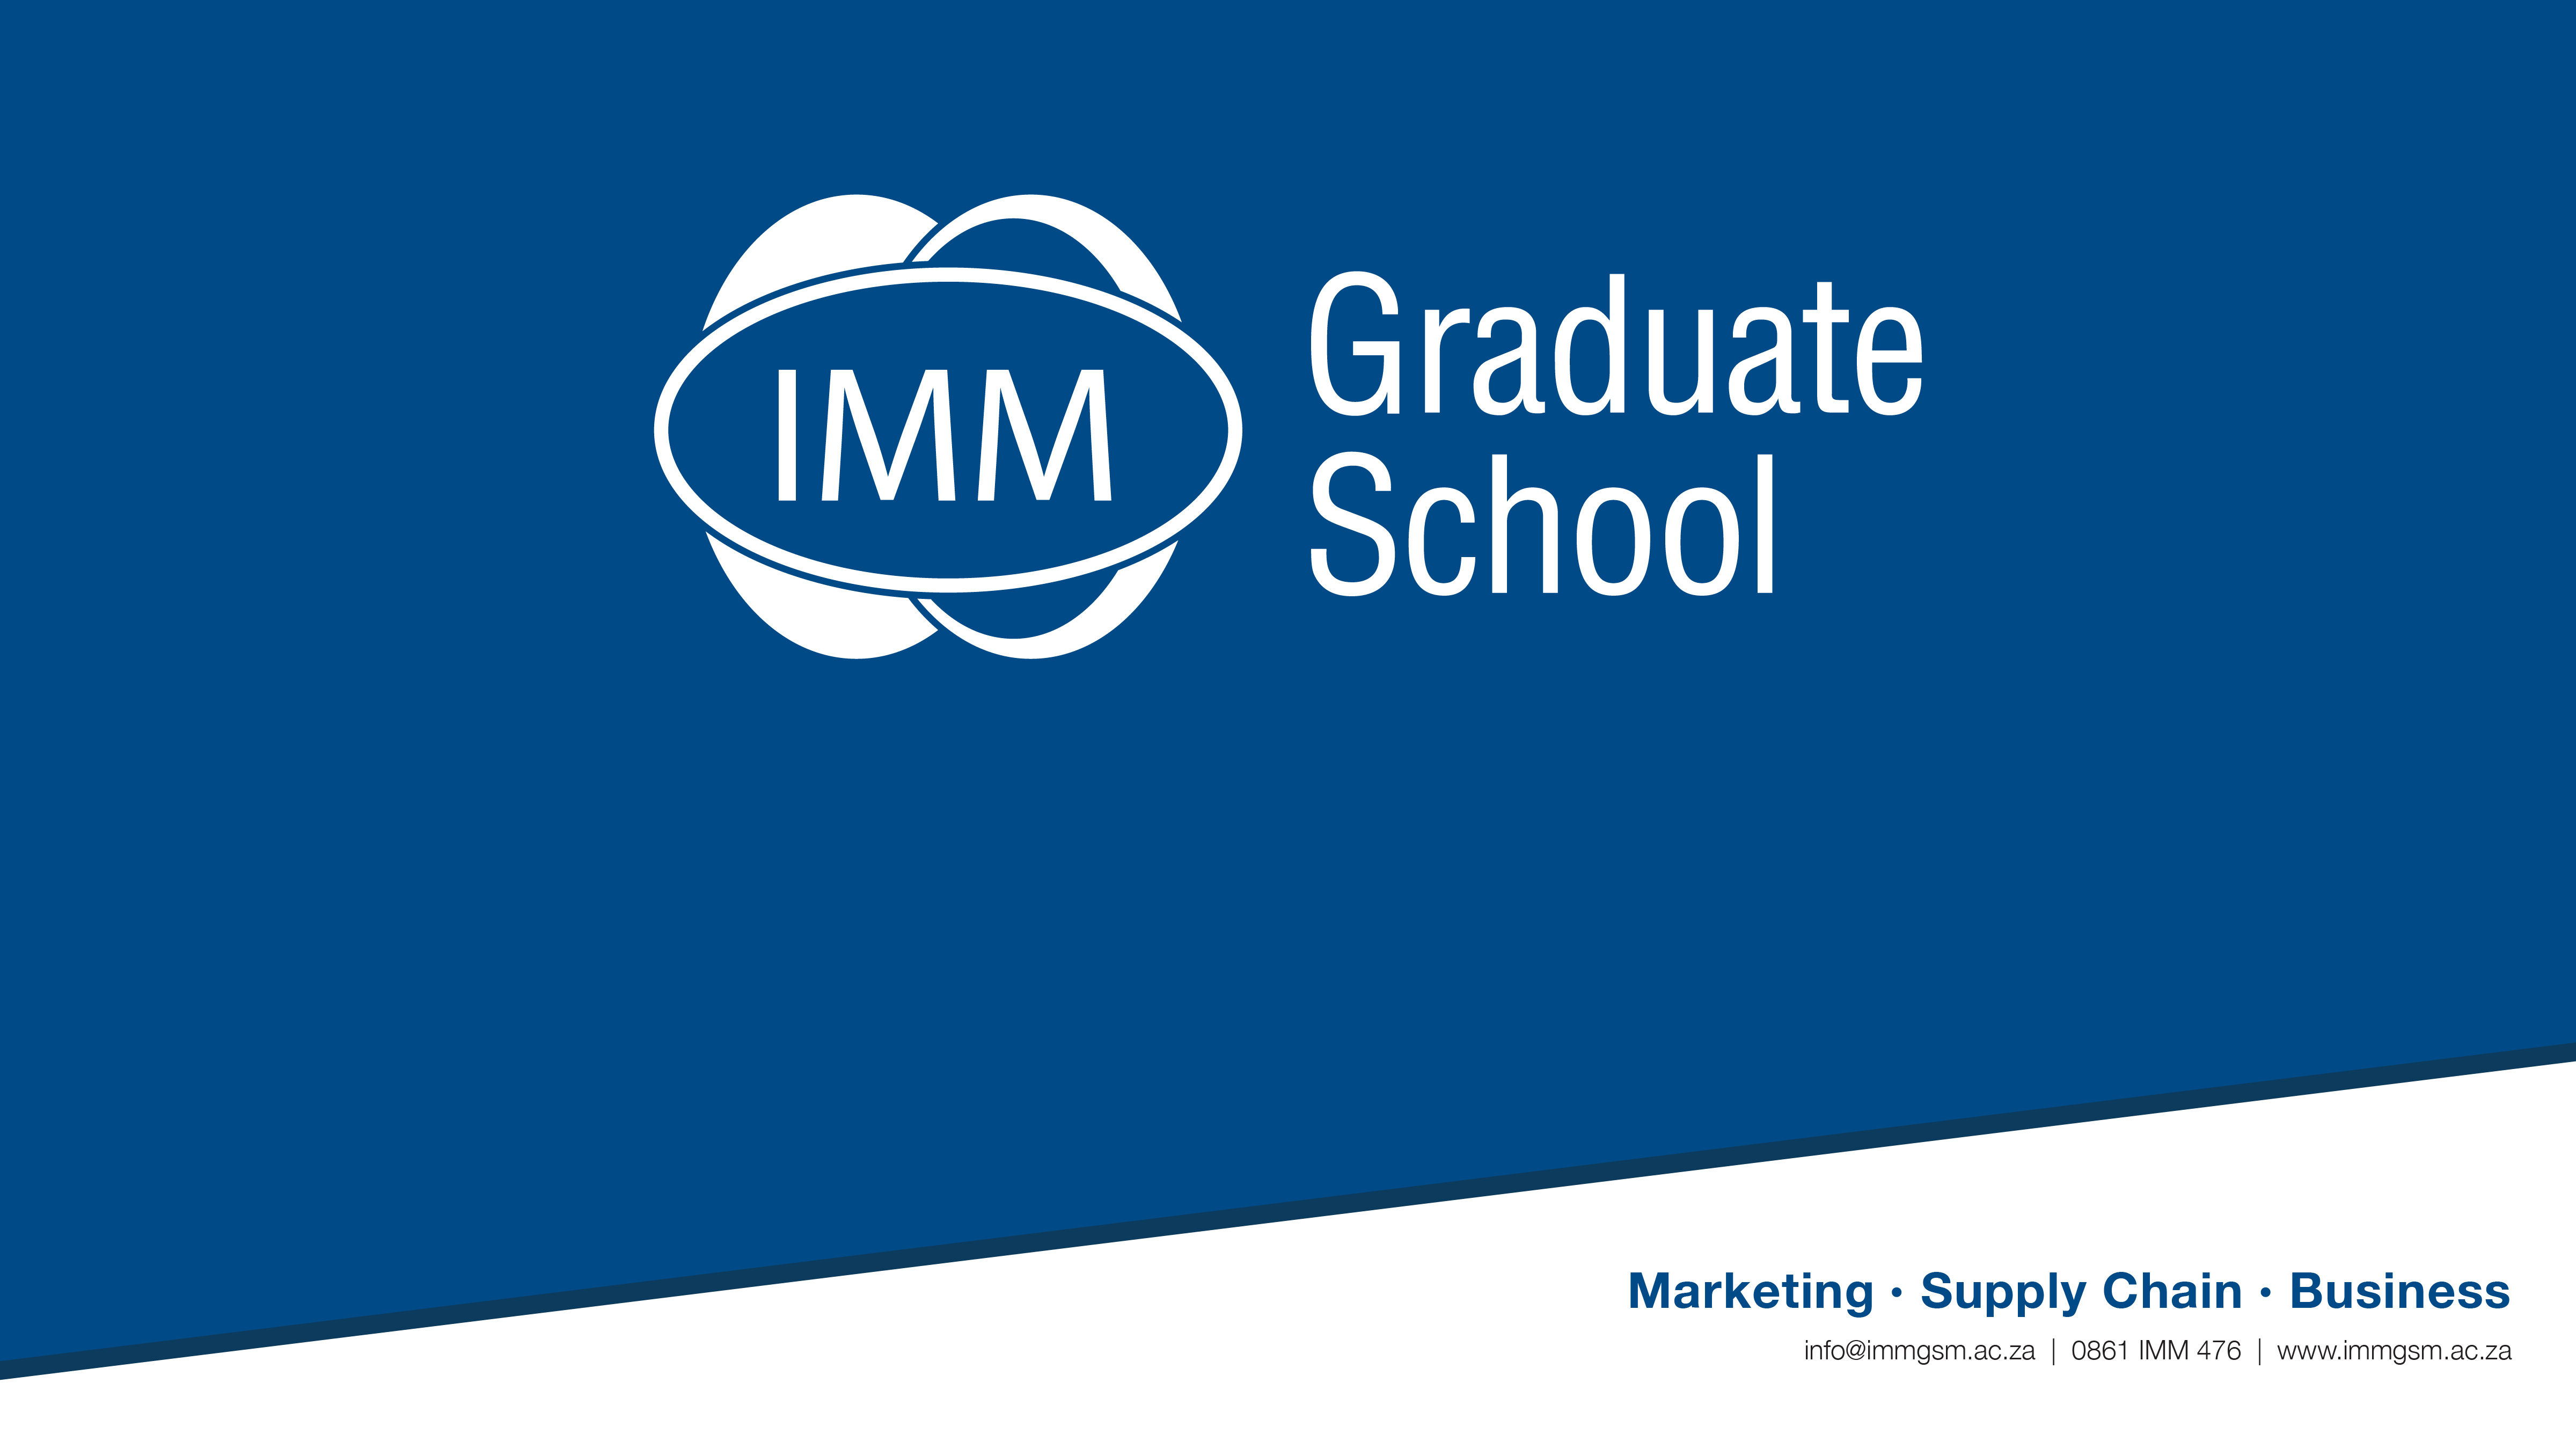 IMM
Graduate
School
Marketing • Supply Chain • Business
info@immgsm.ac.za | 0861 IMM 476 | www.immgsm.ac.za